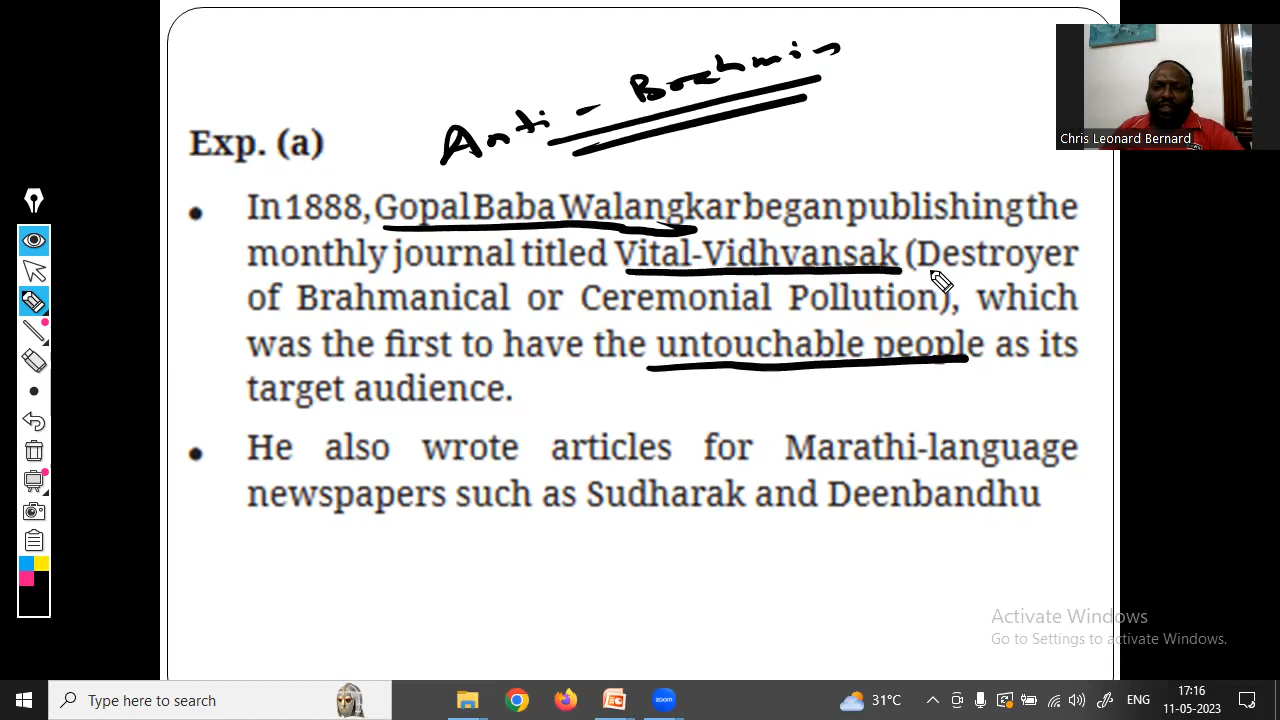 Anti - Brahmin
Exp. (a)
• In 1888, Gopal Baba Walangkar began publishing the
monthly journal titled Vital-Vidhvansak (Destroyer
of Brahmanical or Ceremonial Pollution), which
was the first to have the untouchable people as its
target audience.
• He also wrote articles for Marathi-language
newspapers such as Sudharak and Deenbandhu
Chris Leonard Bernard
Activate Windows
Go to Settings to activate Windows.
Type here to search
zoom
31°C
ENG
17:16
11-05-2023